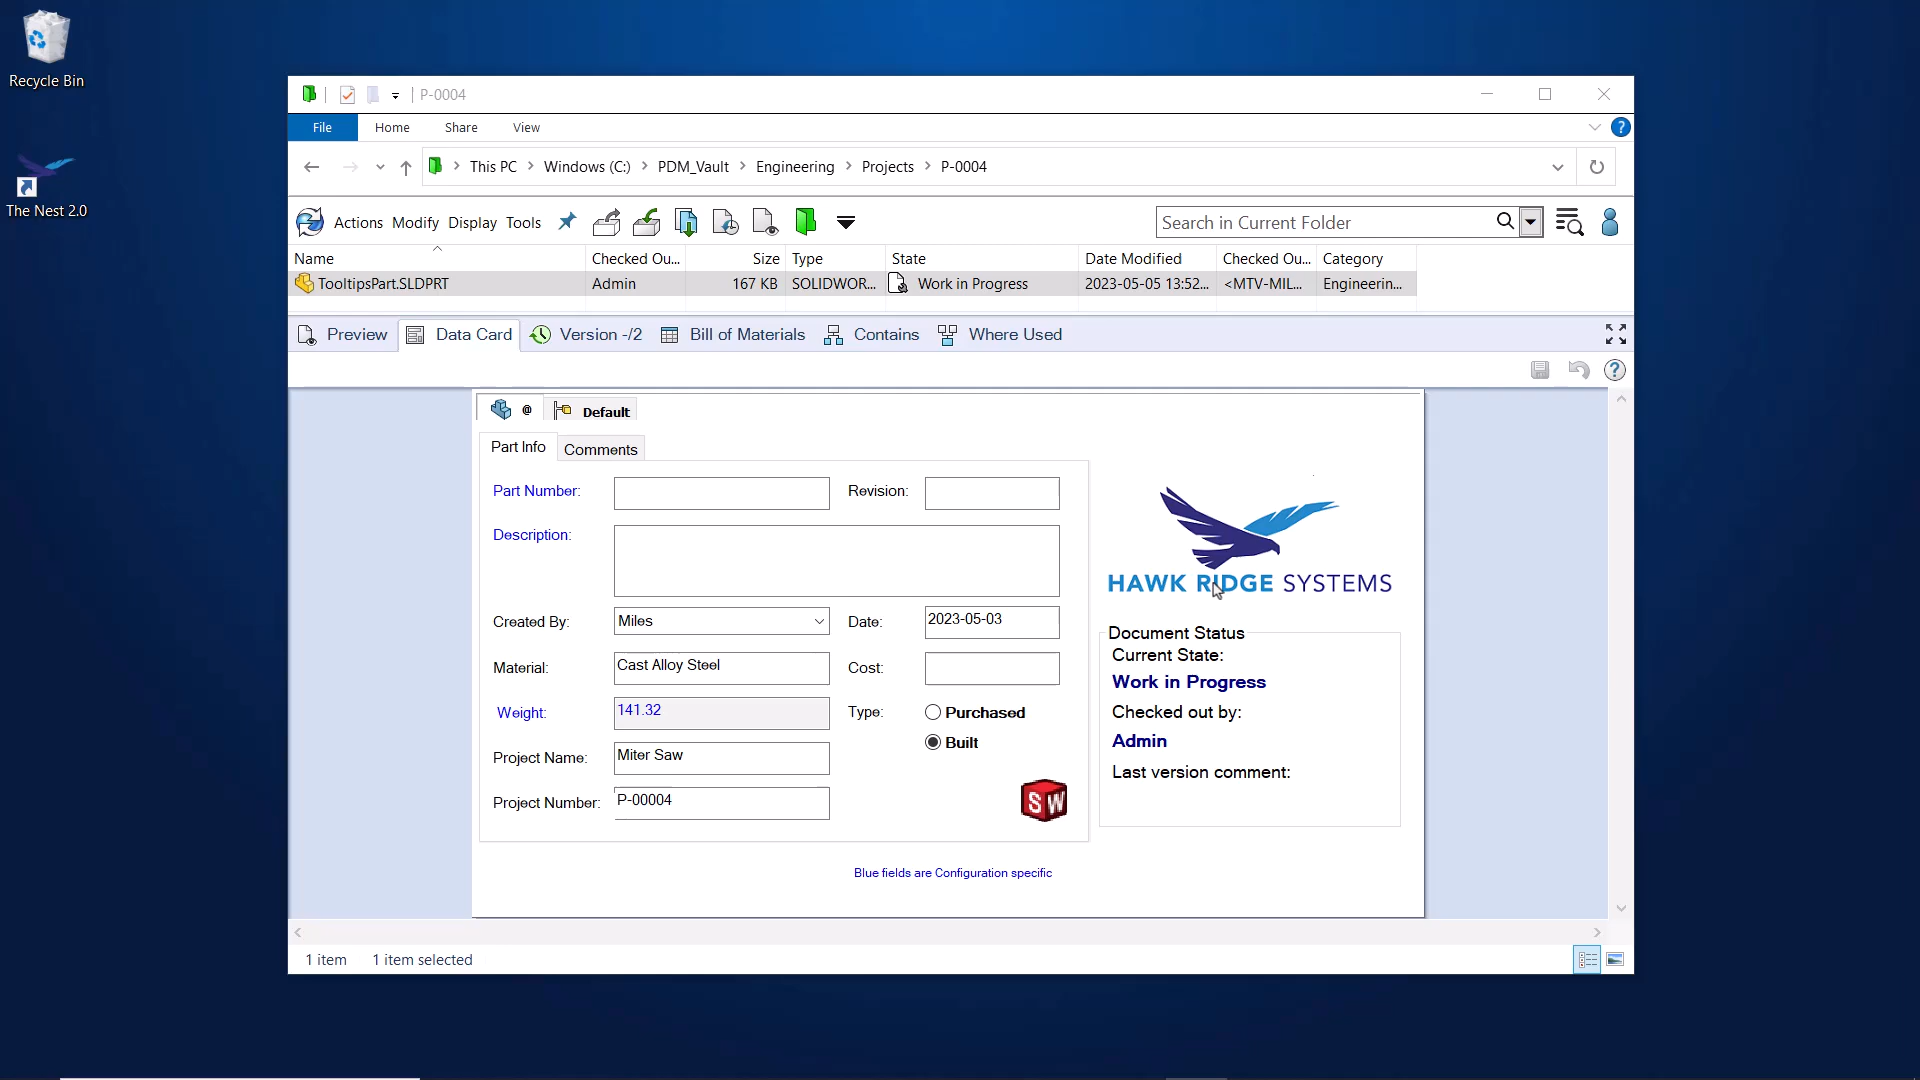 Recycle Bin
The Nest 2.0
P-0004
File Home Share View
?
This PC > Windows (C:) > PDM_Vault > Engineering > Projects > P-0004
Actions Modify Display Tools
Search in Current Folder
Name Checked Ou... Size Type State Date Modified Checked Ou... Category
TooltipsPart.SLDPRT Admin 167 KB SOLIDWOR... Work in Progress 2023-05-05 13:52... <MTV-MIL... Engineerin...
Preview Data Card Version -/2 Bill of Materials Contains Where Used
?
@ Default
Part Info Comments
Part Number: Revision:
Description:
Created By: Miles Date: 2023-05-03
Material: Cast Alloy Steel Cost:
Weight: 141.32 Type: Purchased
Built
Project Name: Miter Saw
Project Number: P-00004
SW
HAWK RIDGE SYSTEMS
Document Status
Current State:
Work in Progress
Checked out by:
Admin
Last version comment:
Blue fields are Configuration specific
1 item 1 item selected